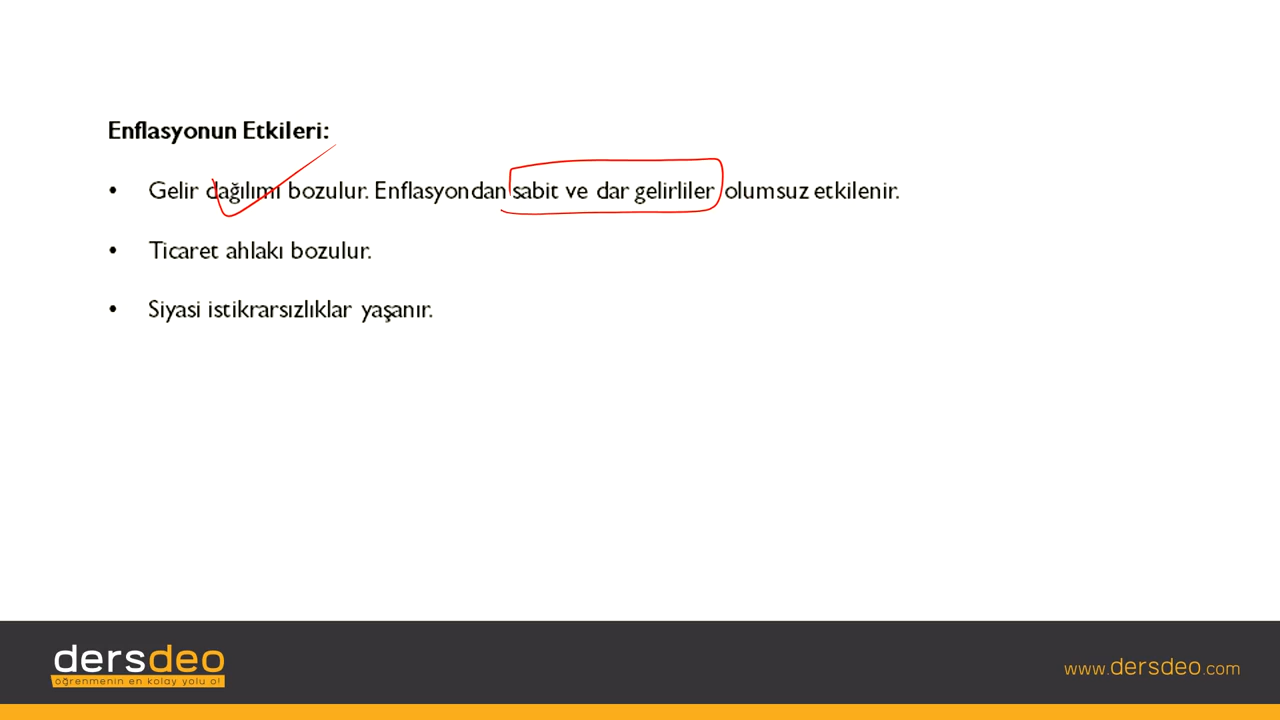 Enflasyonun Etkileri:
• Gelir dağılımı bozulur. Enflasyondan sabit ve dar gelirliler olumsuz etkilenir.
• Ticaret ahlakı bozulur.
• Siyasi istikrarsızlıklar yaşanır.
dersdeo
öğrenmenin en kolay yolu o!
www.dersdeo.com